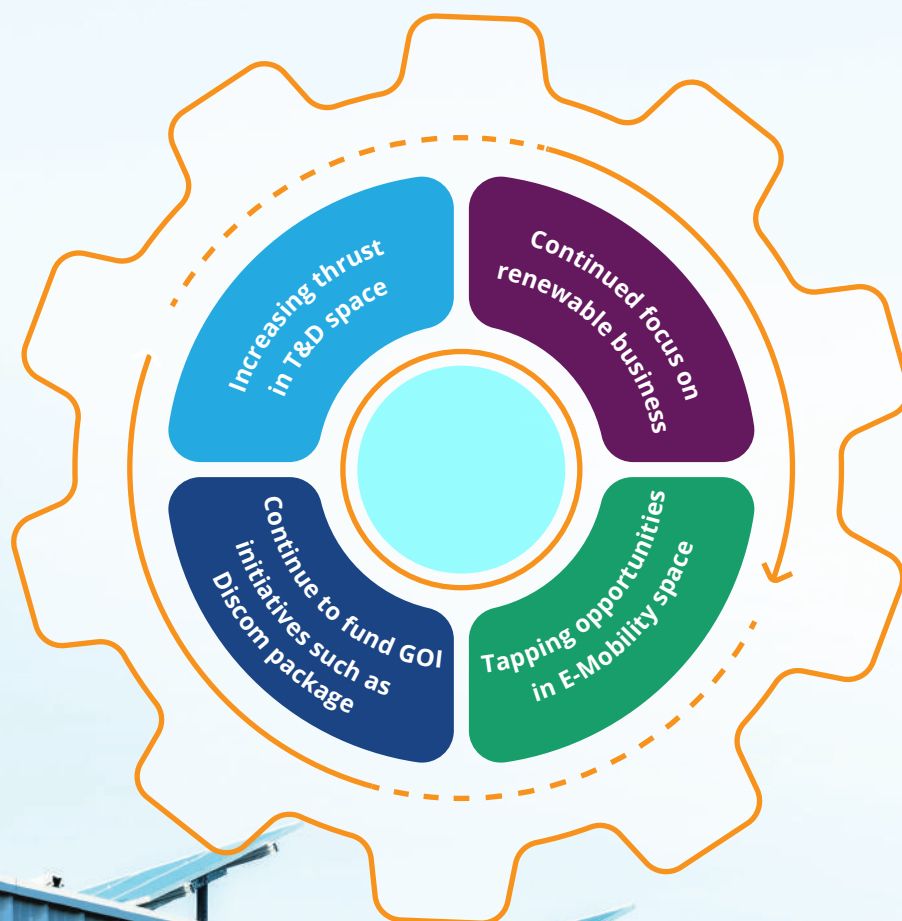 Increasing thrust
in T&D space
Continued focus on
renewable business
Continue to fund GOI
initiatives such as
Discom package
Tapping opportunities
in E-Mobility space